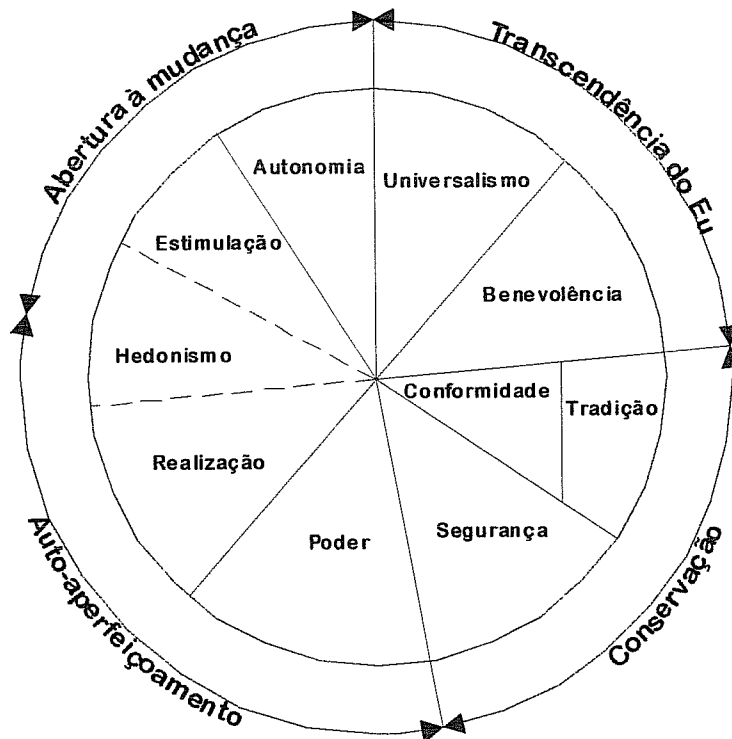 Abertura à mudança
Transcendência do Eu
Autonomia
Universalismo
Estimulação
Benevolência
Hedonismo
Conformidade
Tradição
Realização
Poder
Segurança
Auto-aperfeiçoamento
Conservação